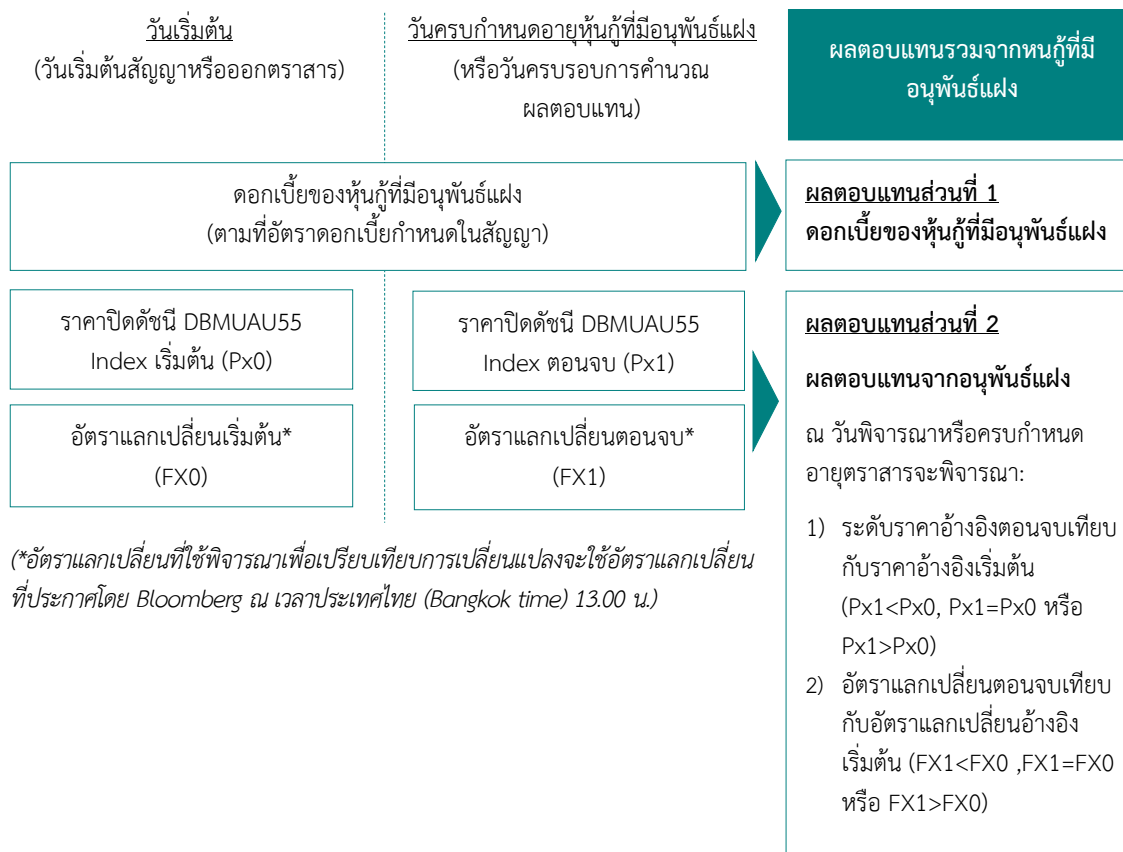 วันเริ่มต้น
(วันเริ่มต้นสัญญาหรือออกตราสาร)
วันครบกำหนดอายุหุ้นกู้ที่มีอนุพันธ์แฝง
(หรือวันครบรอบการคำนวณ
ผลตอบแทน)
ผลตอบแทนรวมจากหนกู้ที่มี
อนุพันธ์แฝง
ดอกเบี้ยของหุ้นกู้ที่มีอนุพันธ์แฝง
(ตามที่อัตราดอกเบี้ยกำหนดในสัญญา)
ผลตอบแทนส่วนที่ 1
ดอกเบี้ยของหุ้นกู้ที่มีอนุพันธ์แฝง
ราคาปิดดัชนี DBMUAU55
Index เริ่มต้น (Px0)
ราคาปิดดัชนี DBMUAU55
Index ตอนจบ (Px1)
อัตราแลกเปลี่ยนเริ่มต้น*
(FX0)
อัตราแลกเปลี่ยนตอนจบ*
(FX1)
(*อัตราแลกเปลี่ยนที่ใช้พิจารณาเพื่อเปรียบเทียบการเปลี่ยนแปลงจะใช้อัตราแลกเปลี่ยน
ที่ประกาศโดย Bloomberg ณ เวลาประเทศไทย (Bangkok time) 13.00 น.)
ผลตอบแทนส่วนที่ 2
ผลตอบแทนจากอนุพันธ์แฝง
ณ วันพิจารณาหรือครบกำหนด
อายุตราสารจะพิจารณา:
1) ระดับราคาอ้างอิงตอนจบเทียบ
กับราคาอ้างอิงเริ่มต้น
(Px1<Px0, Px1=Px0 หรือ
Px1>Px0)
2) อัตราแลกเปลี่ยนตอนจบเทียบ
กับอัตราแลกเปลี่ยนอ้างอิง
เริ่มต้น (FX1<FX0 ,FX1=FX0
หรือ FX1>FX0)